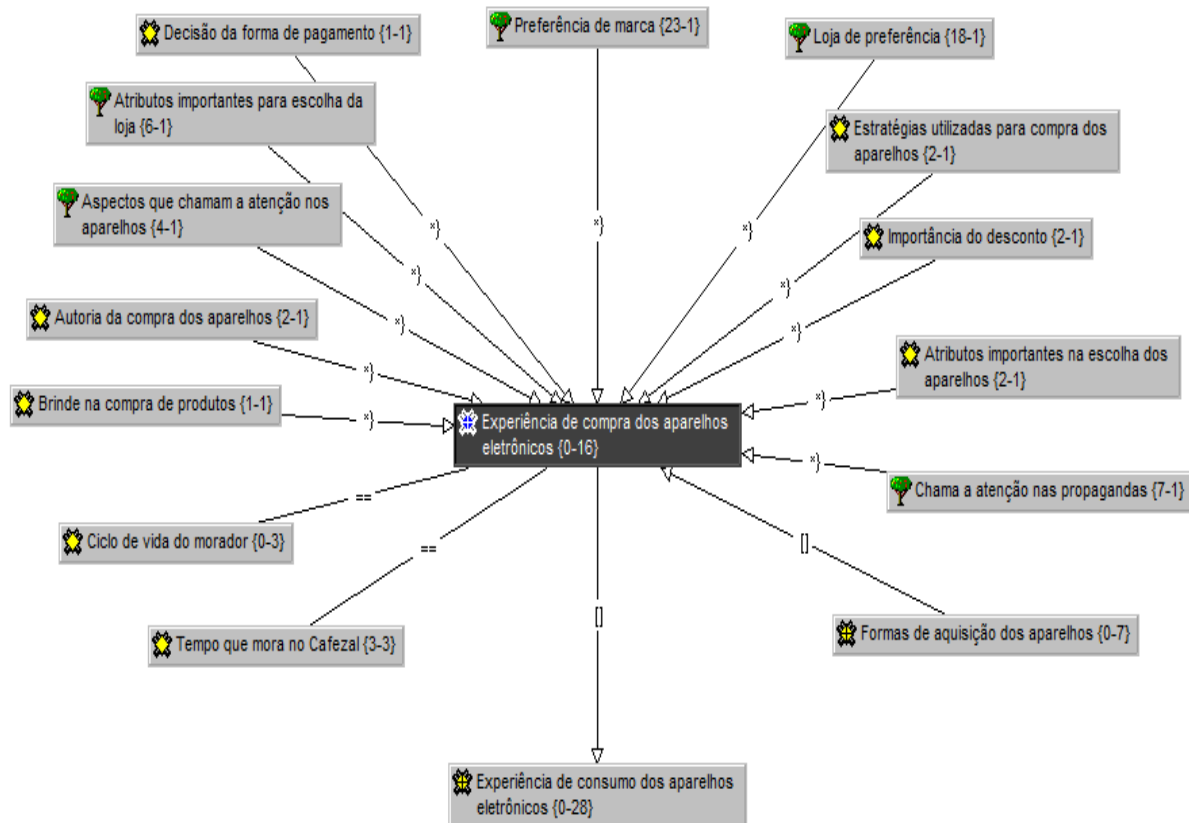 Decisão da forma de pagamento {1-1}
Preferência de marca {23-1}
Loja de preferência {18-1}
Atributos importantes para escolha da
loja {6-1}
Estratégias utilizadas para compra dos
aparelhos {2-1}
Aspectos que chamam a atenção nos
aparelhos {4-1}
*}
*}
*}
Importância do desconto {2-1}
*}
*}
Autoria da compra dos aparelhos {2-1}
*}
*}
Atributos importantes na escolha dos
aparelhos {2-1}
*}
*}
Brinde na compra de produtos {1-1}
*}
Experiência de compra dos aparelhos
eletrônicos {0-16}
*}
Chama a atenção nas propagandas {7-1}
==
Ciclo de vida do morador {0-3}
==
[]
[]
Tempo que mora no Cafezal {3-3}
Formas de aquisição dos aparelhos {0-7}
Experiência de consumo dos aparelhos
eletrônicos {0-28}